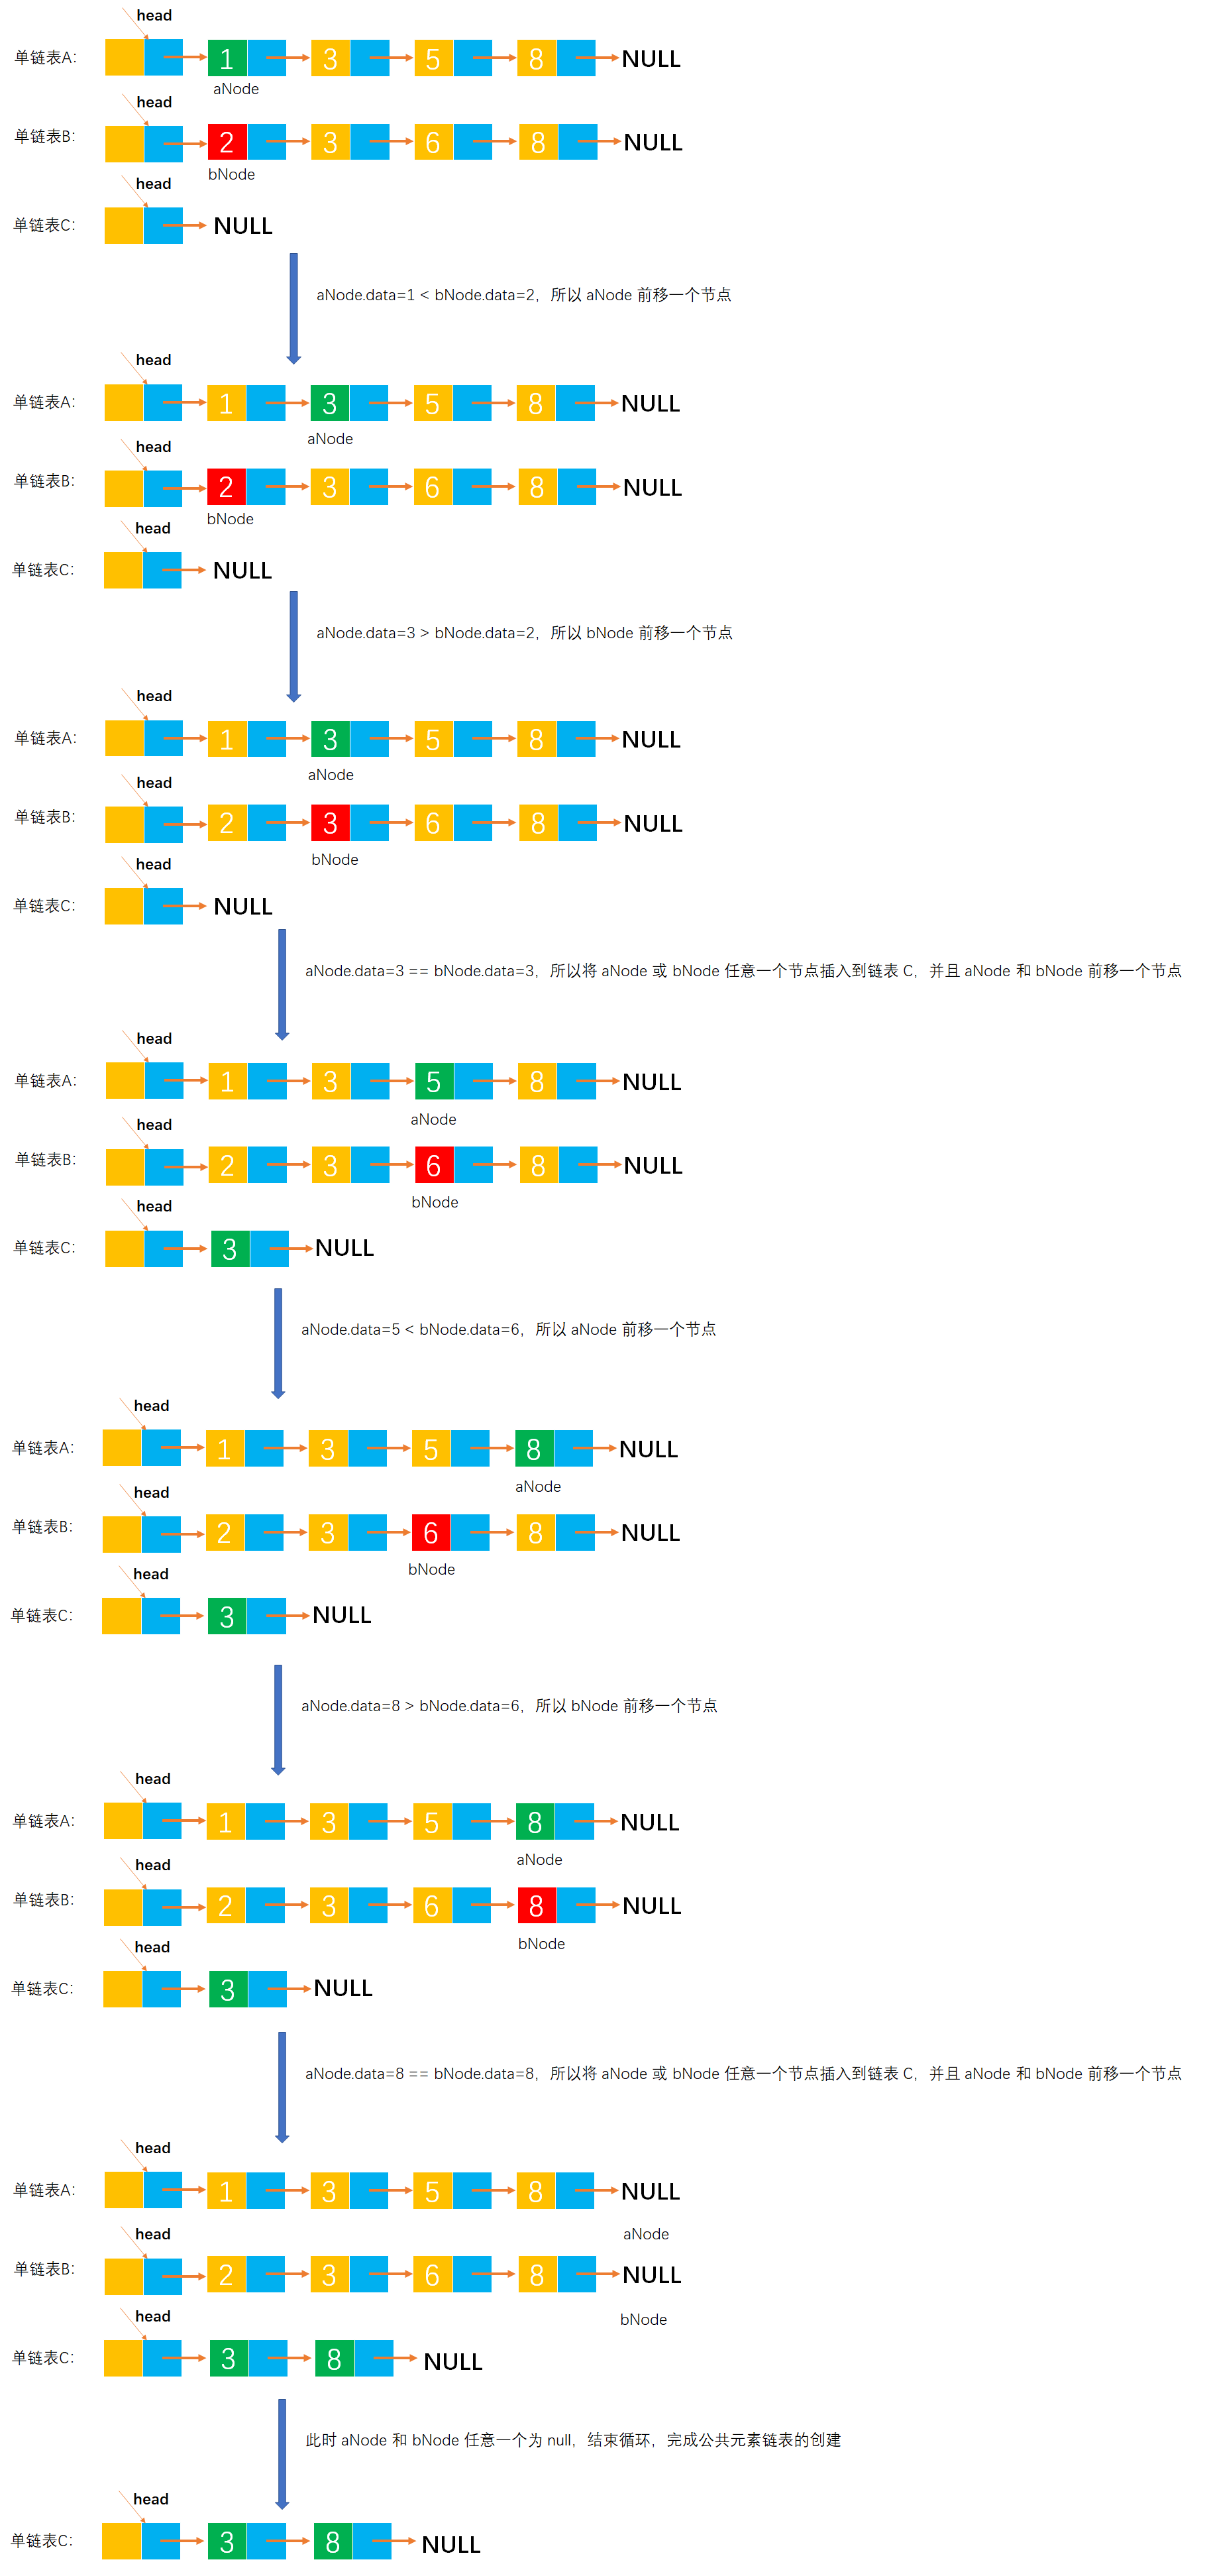 head
单链表A: 1 3 5 8 NULL
aNode
head
单链表B: 2 3 6 8 NULL
bNode
head
单链表C: NULL
aNode.data=1 < bNode.data=2，所以 aNode 前移一个节点
head
单链表A: 1 3 5 8 NULL
aNode
head
单链表B: 2 3 6 8 NULL
bNode
head
单链表C: NULL
aNode.data=3 > bNode.data=2，所以 bNode 前移一个节点
head
单链表A: 1 3 5 8 NULL
aNode
head
单链表B: 2 3 6 8 NULL
bNode
head
单链表C: NULL
aNode.data=3 == bNode.data=3，所以将 aNode 或 bNode 任意一个节点插入到链表 C，并且 aNode 和 bNode 前移一个节点
head
单链表A: 1 3 5 8 NULL
aNode
head
单链表B: 2 3 6 8 NULL
bNode
head
单链表C: 3 NULL
aNode.data=5 < bNode.data=6，所以 aNode 前移一个节点
head
单链表A: 1 3 5 8 NULL
aNode
head
单链表B: 2 3 6 8 NULL
bNode
head
单链表C: 3 NULL
aNode.data=8 > bNode.data=6，所以 bNode 前移一个节点
head
单链表A: 1 3 5 8 NULL
aNode
head
单链表B: 2 3 6 8 NULL
bNode
head
单链表C: 3 NULL
aNode.data=8 == bNode.data=8，所以将 aNode 或 bNode 任意一个节点插入到链表 C，并且 aNode 和 bNode 前移一个节点
head
单链表A: 1 3 5 8 NULL
aNode
head
单链表B: 2 3 6 8 NULL
bNode
head
单链表C: 3 8 NULL
此时 aNode 和 bNode 任意一个为 null，结束循环，完成公共元素链表的创建
head
单链表C: 3 8 NULL